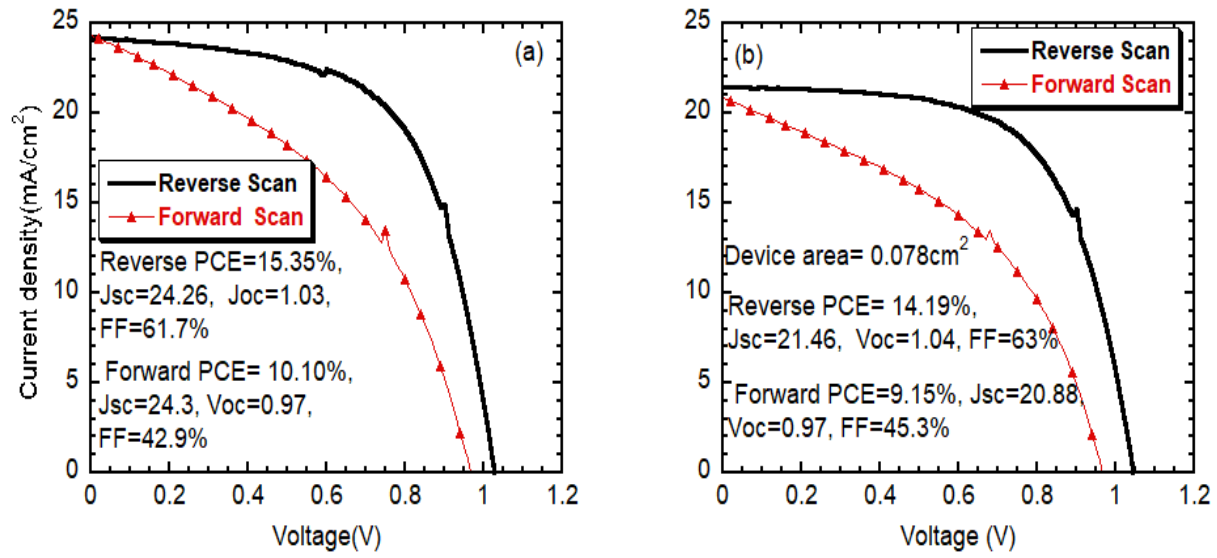 25
20
15
10
5
0
Current density(mA/cm²)
(a)
Reverse Scan
Forward Scan
Reverse PCE=15.35%,
Jsc=24.26, Joc=1.03,
FF=61.7%
Forward PCE= 10.10%,
Jsc=24.3, Voc=0.97,
FF=42.9%
0 0.2 0.4 0.6 0.8 1 1.2
Voltage(V)
25
20
15
10
5
0
(b)
Reverse Scan
Forward Scan
Device area= 0.078cm²
Reverse PCE= 14.19%,
Jsc=21.46, Voc=1.04, FF=63%
Forward PCE=9.15%, Jsc=20.88,
Voc=0.97, FF=45.3%
0 0.2 0.4 0.6 0.8 1 1.2
Voltage (V)